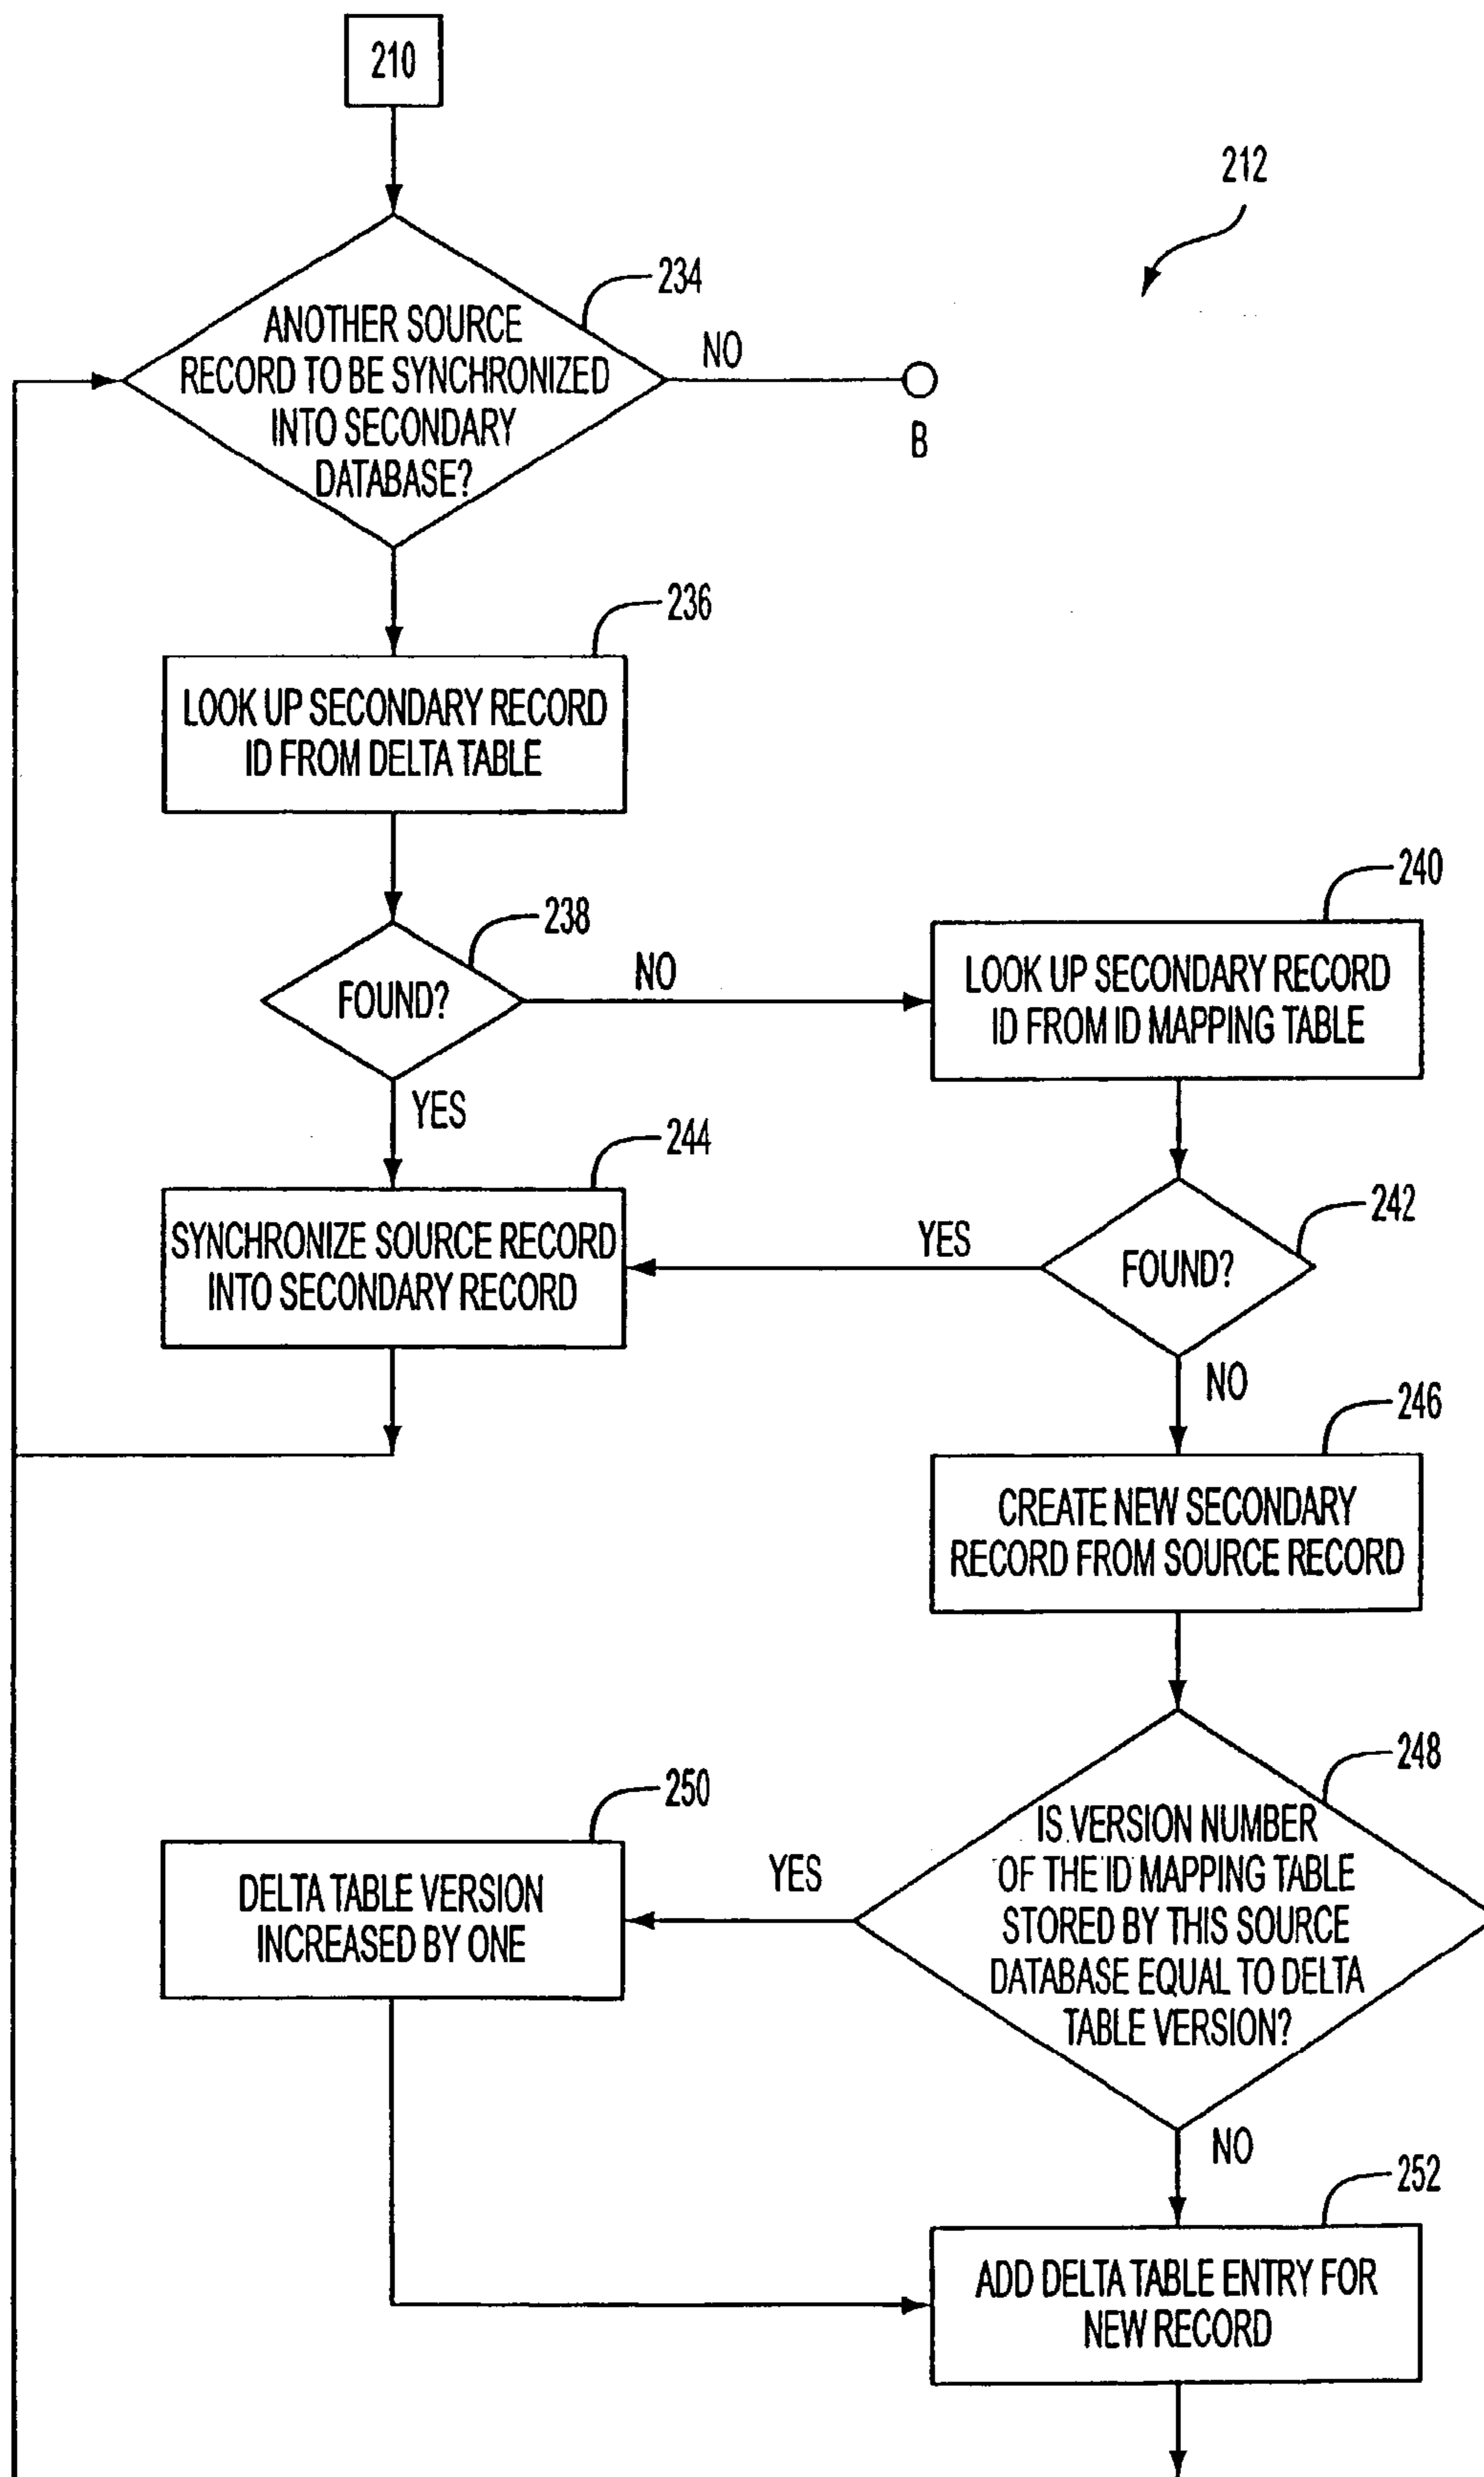 210
212
234
ANOTHER SOURCE
RECORD TO BE SYNCHRONIZED
INTO SECONDARY
DATABASE?
NO
B
236
LOOK UP SECONDARY RECORD
ID FROM DELTA TABLE
238
FOUND?
NO
240
LOOK UP SECONDARY RECORD
ID FROM ID MAPPING TABLE
YES
244
SYNCHRONIZE SOURCE RECORD
INTO SECONDARY RECORD
YES
242
FOUND?
NO
246
CREATE NEW SECONDARY
RECORD FROM SOURCE RECORD
248
IS VERSION NUMBER
OF THE ID MAPPING TABLE
STORED BY THIS SOURCE
DATABASE EQUAL TO DELTA
TABLE VERSION?
YES
250
DELTA TABLE VERSION
INCREASED BY ONE
NO
252
ADD DELTA TABLE ENTRY FOR
NEW RECORD